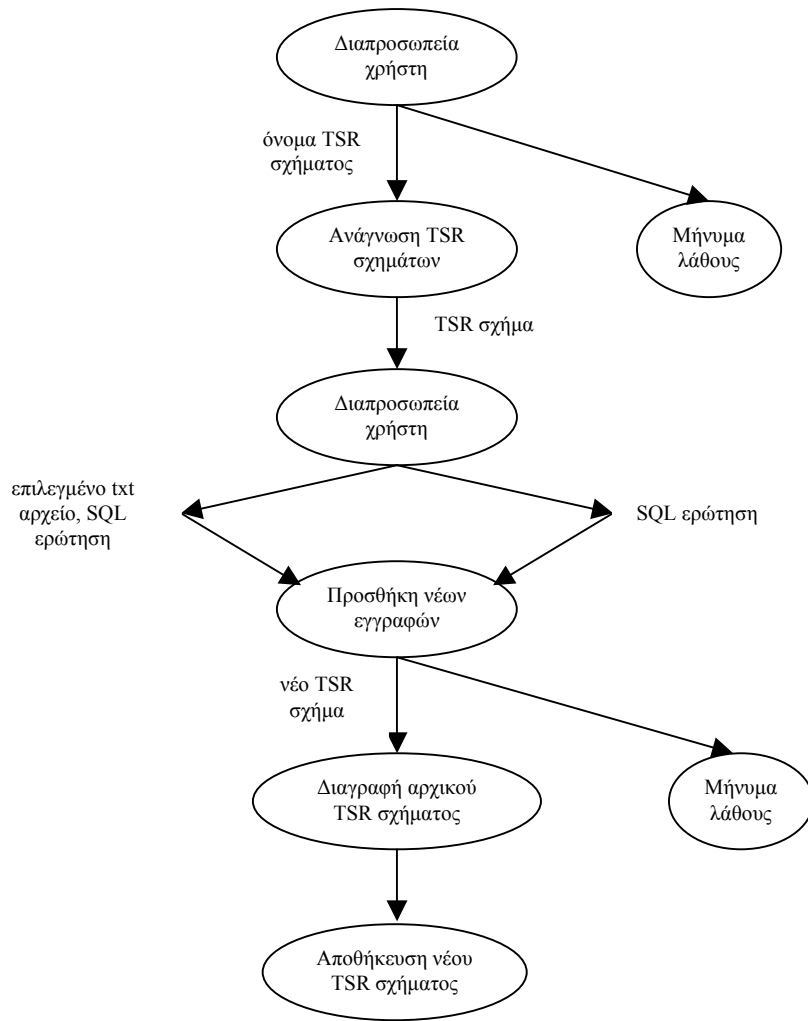 Διαπροσωπεία
χρήστη
όνομα TSR
σχήματος
Ανάγνωση TSR
σχημάτων
Μήνυμα
λάθους
TSR σχήμα
Διαπροσωπεία
χρήστη
επιλεγμένο txt
αρχείο, SQL
ερώτηση
SQL ερώτηση
Προσθήκη νέων
εγγραφών
νέο TSR
σχήμα
Διαγραφή αρχικού
TSR σχήματος
Μήνυμα
λάθους
Αποθήκευση νέου
TSR σχήματος